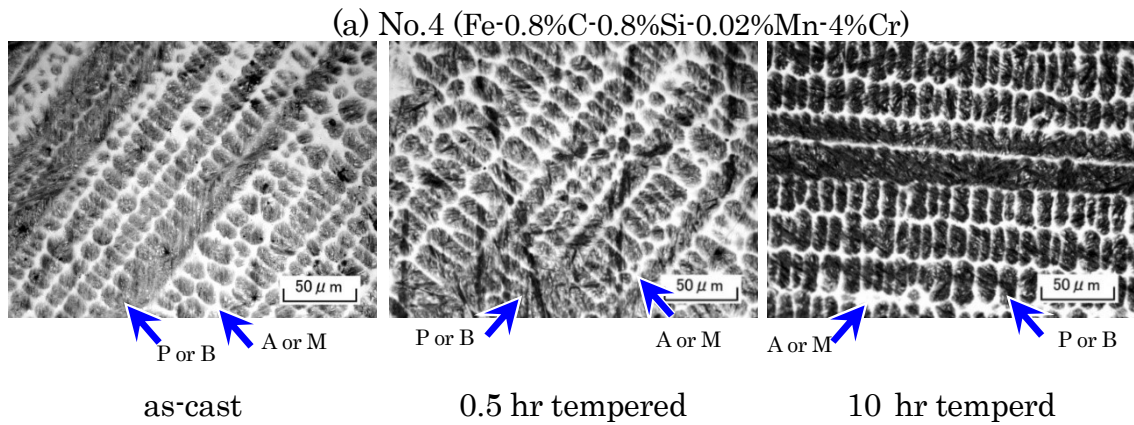 (a) No.4 (Fe-0.8%C-0.8%Si-0.02%Mn-4%Cr)
50 μm
50 μm
50 μm
P or B
A or M
P or B
A or M
A or M
P or B
as-cast
0.5 hr tempered
10 hr temperd